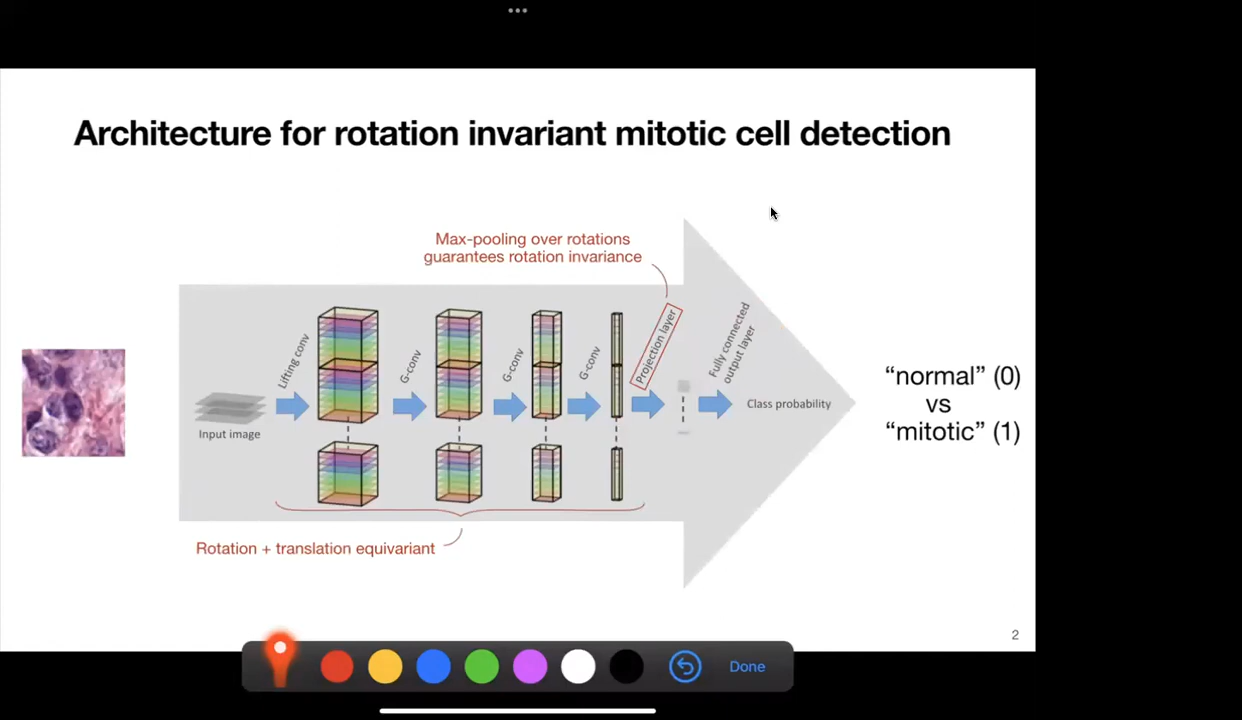 Architecture for rotation invariant mitotic cell detection
Max-pooling over rotations
guarantees rotation invariance
Lifting conv
G-conv
G-conv
G-conv
Projection layer
Fully connected
output layer
Input image
Class probability
“normal” (0)
vs
“mitotic” (1)
Rotation + translation equivariant
2
Done